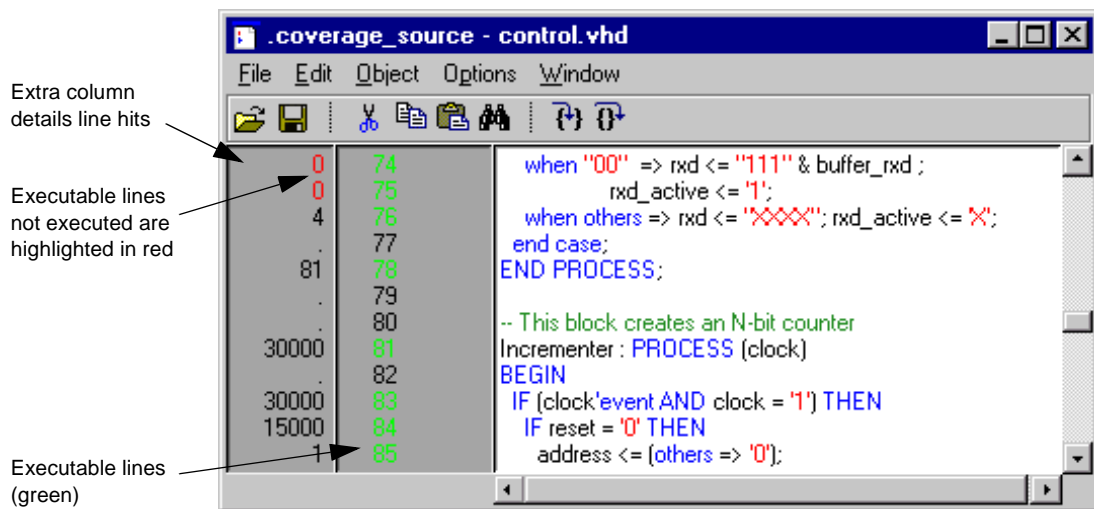 .coverage_source - control.vhd
File Edit Object Options Window
Extra column
details line hits
Executable lines
not executed are
highlighted in red
Executable lines
(green)
0 74 when "00" => rxd <= "111" & buffer_rxd ;
0 75 rxd_active <= '1';
4 76 when others => rxd <= "XXXX"; rxd_active <= 'X';
. 77 end case;
81 78 END PROCESS;
. 79
. 80 -- This block creates an N-bit counter
30000 81 Incrementer : PROCESS (clock)
. 82 BEGIN
30000 83 IF (clock'event AND clock = '1') THEN
15000 84 IF reset = '0' THEN
1 85 address <= (others => '0');